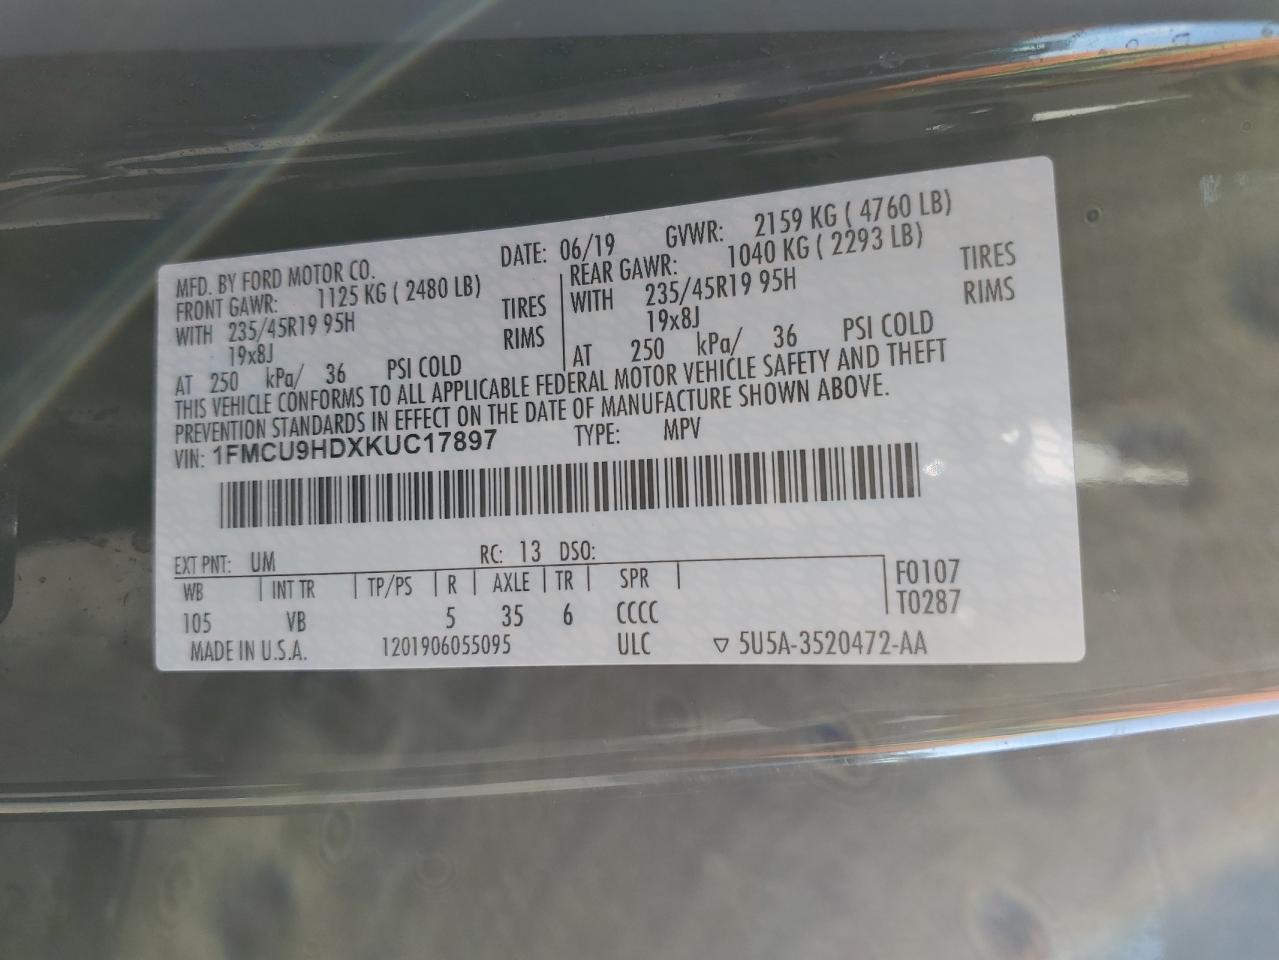 MFD. BY FORD MOTOR CO. DATE: 06/19 GVWR: 2159 KG ( 4760 LB)
FRONT GAWR: 1125 KG ( 2480 LB) REAR GAWR: 1040 KG ( 2293 LB)
WITH 235/45R19 95H TIRES WITH 235/45R19 95H TIRES
19x8J RIMS 19x8J RIMS
AT 250 kPa/ 36 PSI COLD AT 250 kPa/ 36 PSI COLD
THIS VEHICLE CONFORMS TO ALL APPLICABLE FEDERAL MOTOR VEHICLE SAFETY AND THEFT
PREVENTION STANDARDS IN EFFECT ON THE DATE OF MANUFACTURE SHOWN ABOVE.
VIN: 1FMCU9HDXKUC17897 TYPE: MPV
EXT PNT: UM RC: 13 DSO:
WB INT TR TP/PS R AXLE TR SPR F0107
105 VB 5 35 6 CCCC T0287
MADE IN U.S.A. 1201906055095 ULC ▽ 5U5A-3520472-AA